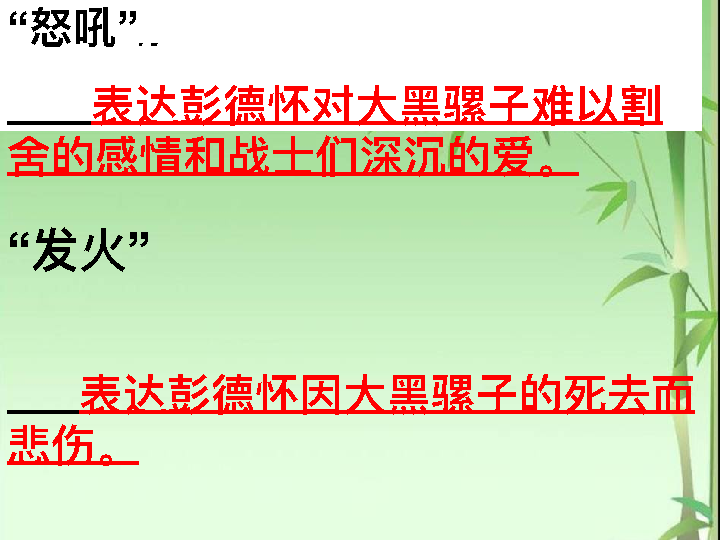 “怒吼”
表达彭德怀对大黑骡子难以割
舍的感情和战士们深沉的爱。
“发火”
表达彭德怀因大黑骡子的死去而
悲伤。